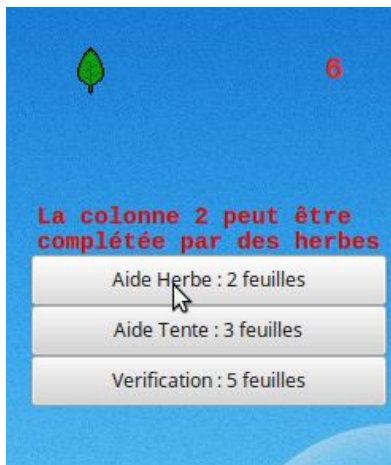 6
La colonne 2 peut être
complétée par des herbes
Aide Herbe : 2 feuilles
Aide Tente : 3 feuilles
Verification : 5 feuilles